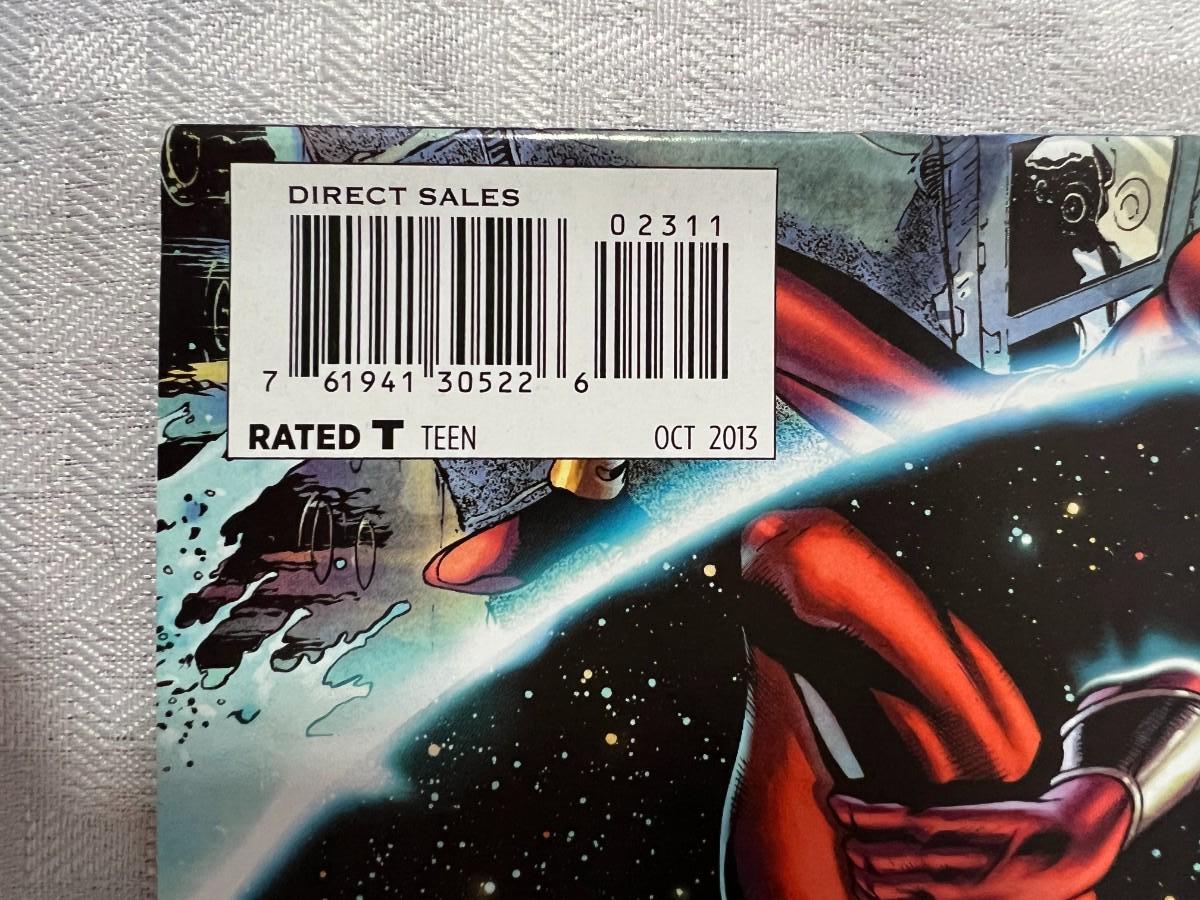 DIRECT SALES
02311
7 61941 30522 6
RATED T TEEN OCT 2013